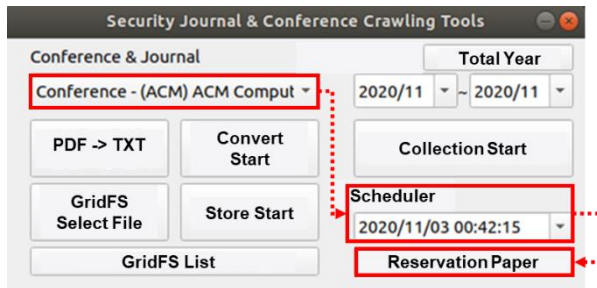 Security Journal & Conference Crawling Tools
Conference & Journal
Total Year
Conference - (ACM) ACM Comput
2020/11 ~ 2020/11
PDF -> TXT
Convert
Start
Collection Start
GridFS
Select File
Store Start
Scheduler
2020/11/03 00:42:15
GridFS List
Reservation Paper